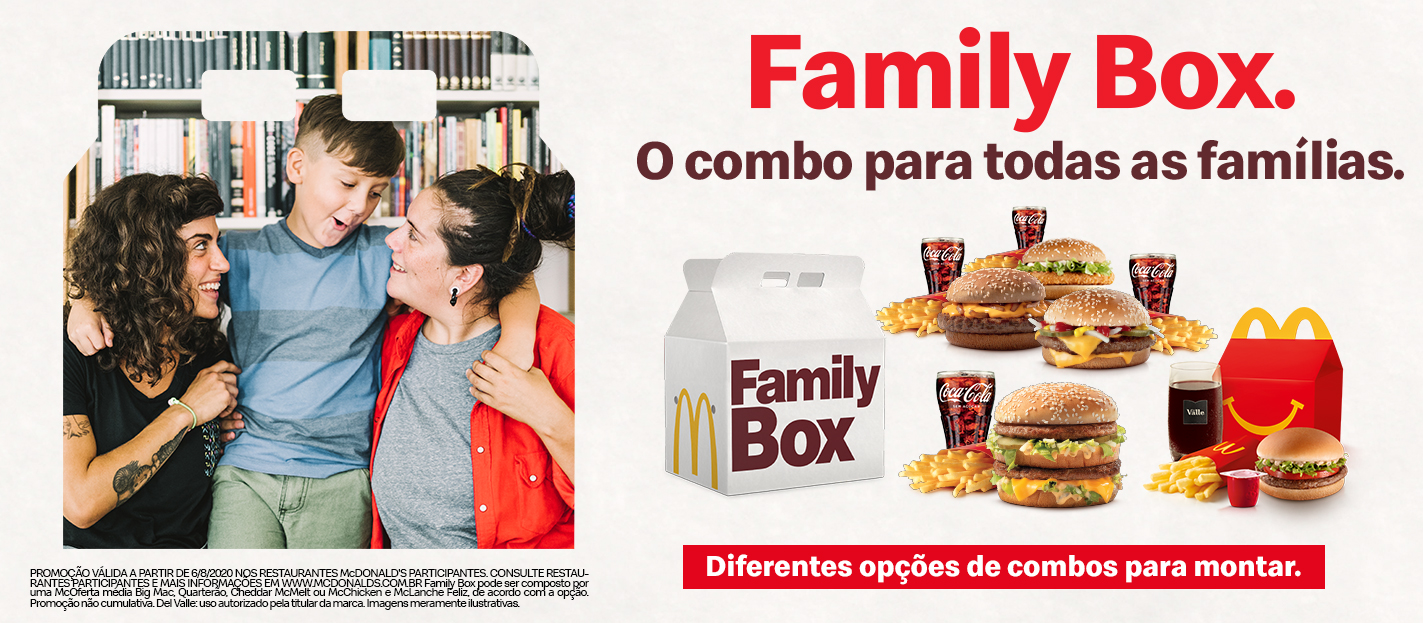 Family Box.
O combo para todas as famílias.
Coca-Cola
Coca-Cola
Coca-Cola
Family
Box
Coca-Cola
SEM AÇÚCAR
Valle
Diferentes opções de combos para montar.
PROMOÇÃO VÁLIDA A PARTIR DE 6/8/2020 NOS RESTAURANTES McDONALD'S PARTICIPANTES. CONSULTE RESTAU-
RANTES PARTICIPANTES E MAIS INFORMAÇÕES EM WWW.MCDONALDS.COM.BR Family Box pode ser composto por
uma McOferta média Big Mac, Quarterão, Cheddar McMelt ou McChicken e McLanche Feliz, de acordo com a opção.
Promoção não cumulativa. Del Valle: uso autorizado pela titular da marca. Imagens meramente ilustrativas.